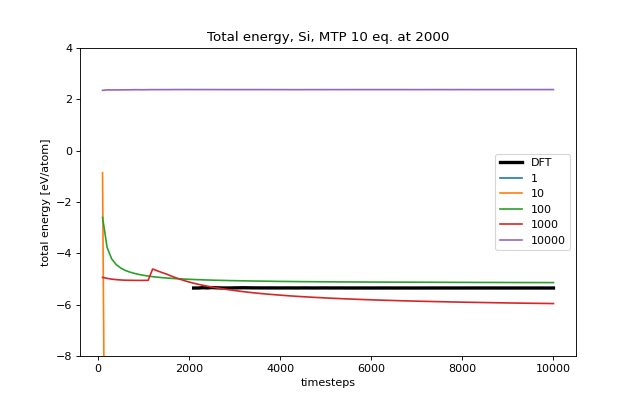 Total energy, Si, MTP 10 eq. at 2000
total energy [eV/atom]
4
2
0
−2
−4
−6
−8
DFT
1
10
100
1000
10000
0 2000 4000 6000 8000 10000
timesteps